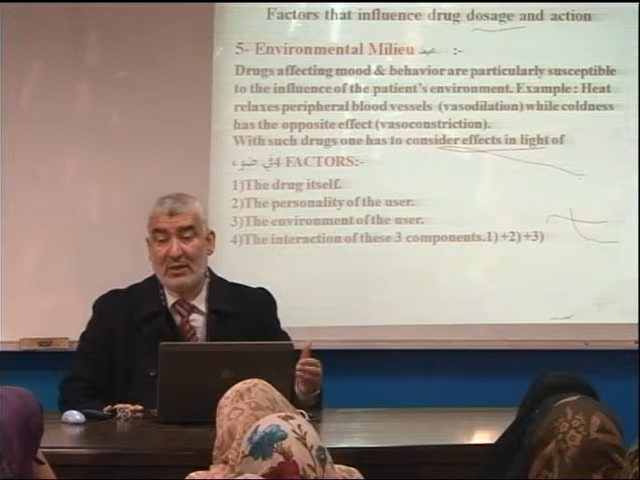 Factors that influence drug dosage and action
5- Environmental Milieu محيط :-
Drugs affecting mood & behavior are particularly susceptible
to the influence of the patient's environment. Example : Heat
relaxes peripheral blood vessels (vasodilation) while coldness
has the opposite effect (vasoconstriction).
With such drugs one has to consider effects in light of
في ضوء 4 FACTORS:-
1)The drug itself.
2)The personality of the user.
3)The environment of the user.
4)The interaction of these 3 components.1) +2) +3)